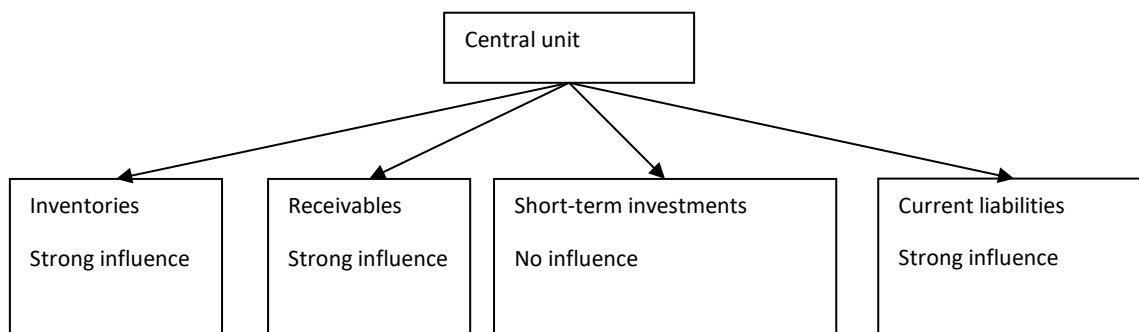 Central unit
Inventories
Strong influence
Receivables
Strong influence
Short-term investments
No influence
Current liabilities
Strong influence